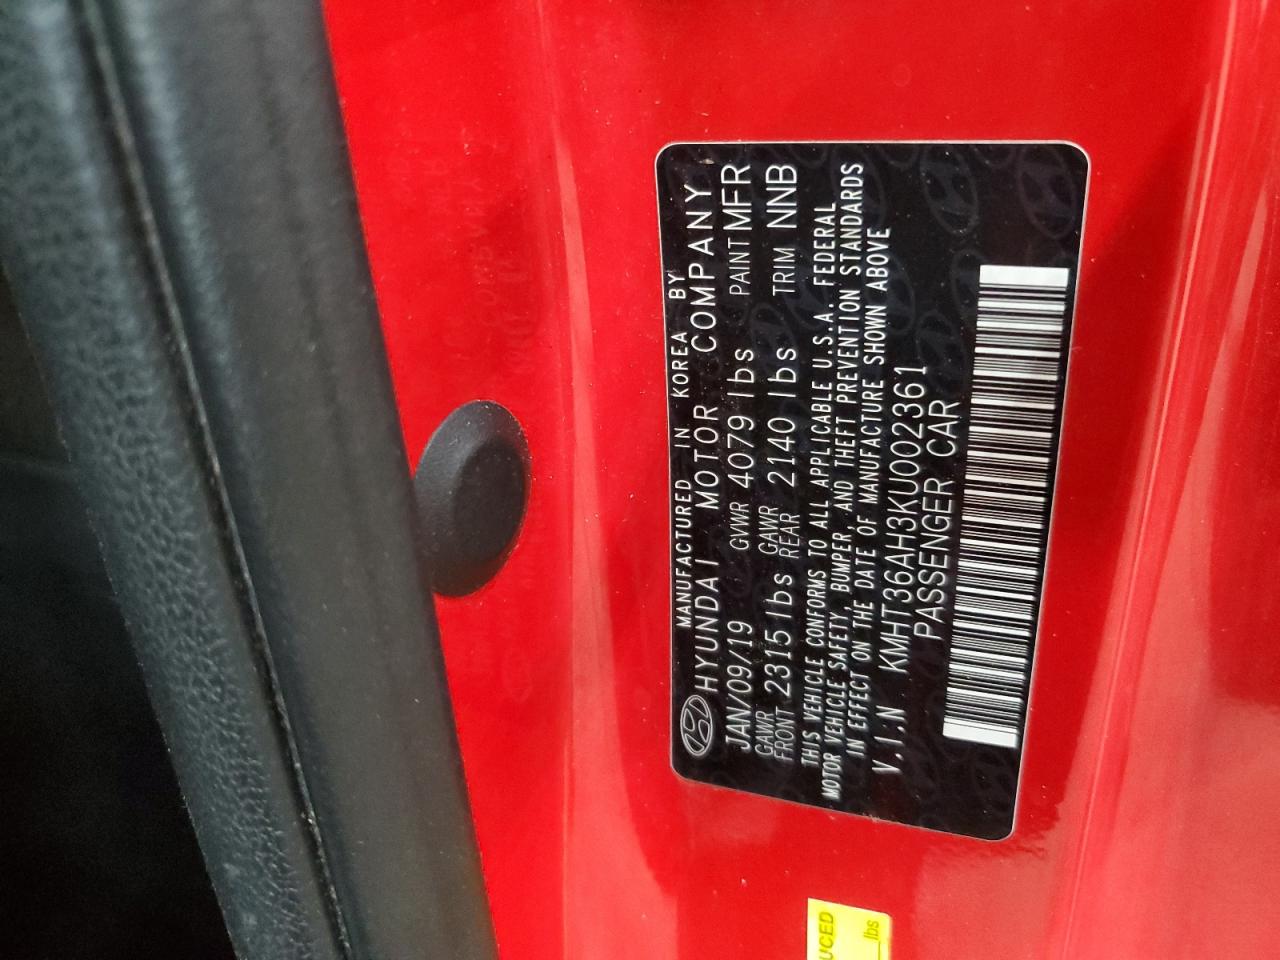 MANUFACTURED IN KOREA BY
HYUNDAI MOTOR COMPANY
JAN/09/19 GVWR 4079 lbs PAINT MFR
GAWR FRONT 2315 lbs GAWR REAR 2140 lbs TRIM NNB
THIS VEHICLE CONFORMS TO ALL APPLICABLE U.S.A. FEDERAL
MOTOR VEHICLE SAFETY, BUMPER, AND THEFT PREVENTION STANDARDS
IN EFFECT ON THE DATE OF MANUFACTURE SHOWN ABOVE
V.I.N KMHT36AH3KU002361
PASSENGER CAR
UCED
lbs